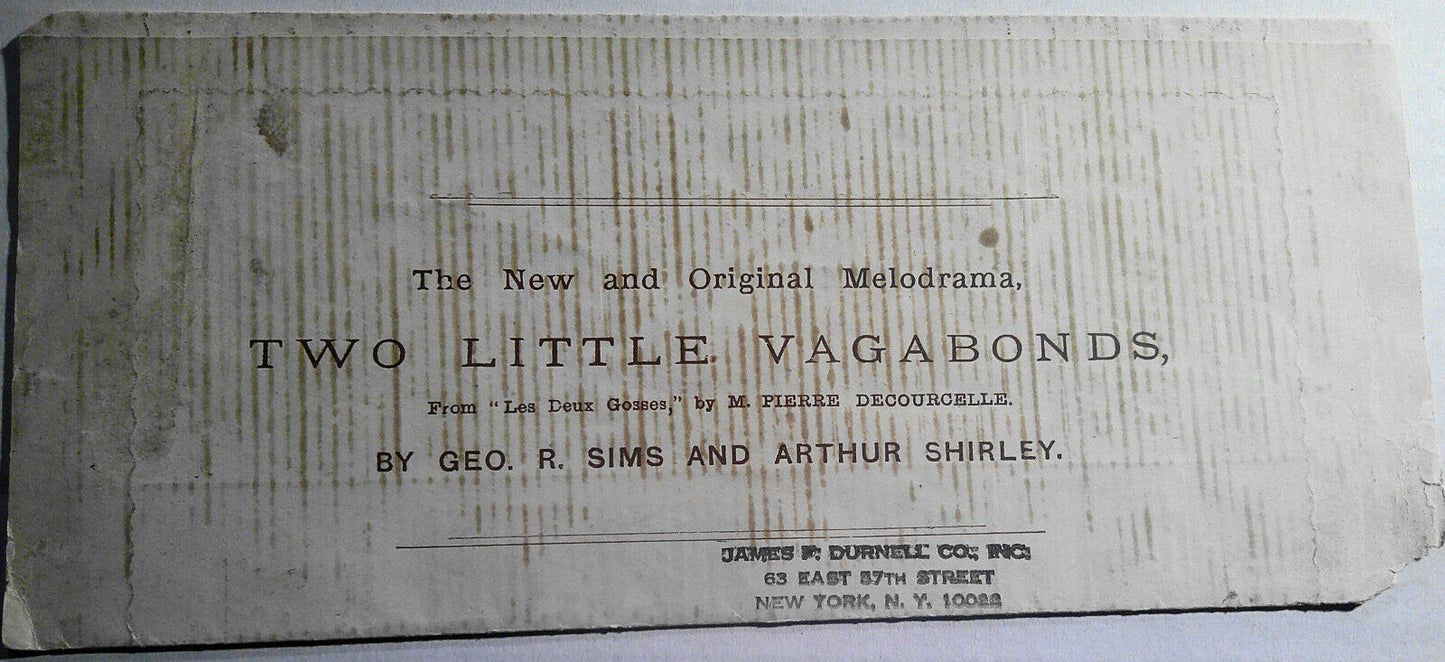 The New and Original Melodrama,
TWO LITTLE VAGABONDS,
From "Les Deux Gosses," by M. PIERRE DECOURCELLE.
BY GEO. R. SIMS AND ARTHUR SHIRLEY.
JAMES F. DURNELL CO., INC.
63 EAST 57TH STREET
NEW YORK, N. Y. 10022